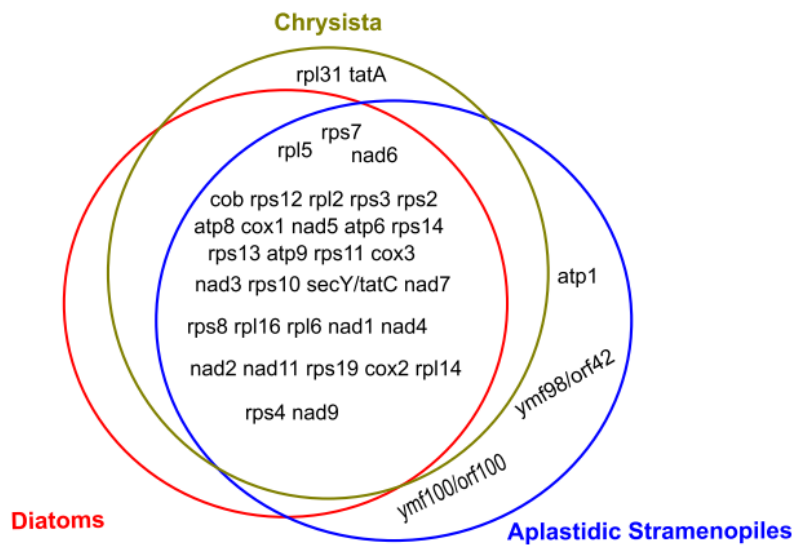 Chrysista
rpl31 tatA
rps7
rpl5
nad6
cob rps12 rpl2 rps3 rps2
atp8 cox1 nad5 atp6 rps14
rps13 atp9 rps11 cox3
nad3 rps10 secY/tatC nad7
atp1
rps8 rpl16 rpl6 nad1 nad4
nad2 nad11 rps19 cox2 rpl14
ymf98/orf42
rps4 nad9
ymf100/orf100
Diatoms
Aplastidic Stramenopiles